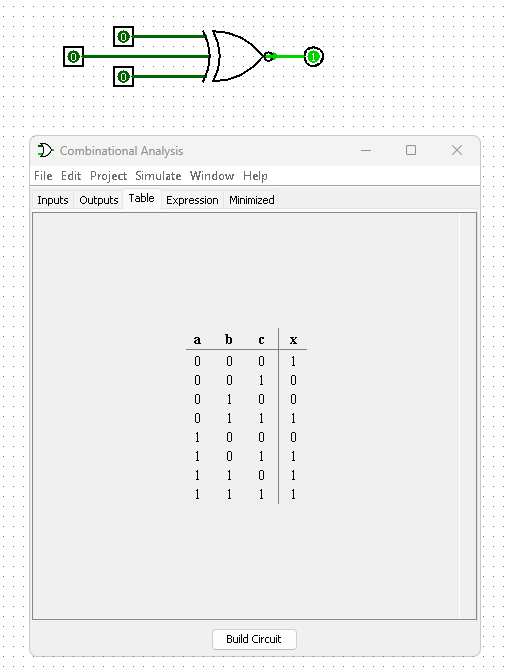 0
0
1
0
Combinational Analysis
File Edit Project Simulate Window Help
Inputs Outputs Table Expression Minimized
a b c x
0 0 0 1
0 0 1 0
0 1 0 0
0 1 1 1
1 0 0 0
1 0 1 1
1 1 0 1
1 1 1 1
Build Circuit